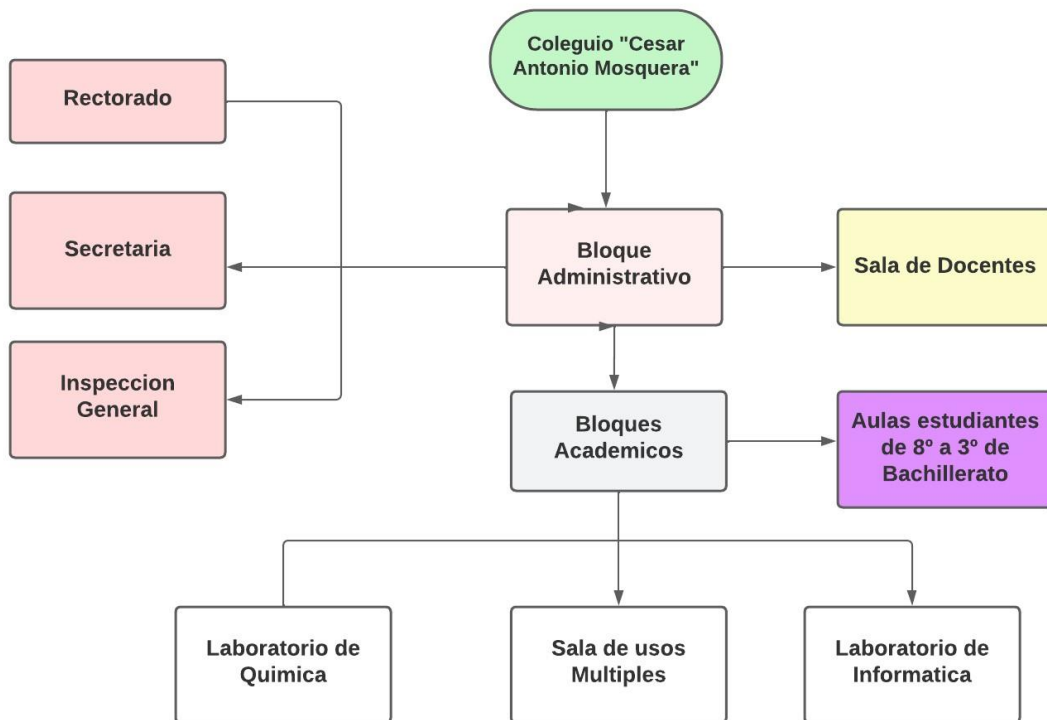 Coleguio "Cesar
Antonio Mosquera"
Rectorado
Secretaria
Bloque
Administrativo
Sala de Docentes
Inspeccion
General
Bloques
Academicos
Aulas estudiantes
de 8º a 3º de
Bachillerato
Laboratorio de
Quimica
Sala de usos
Multiples
Laboratorio de
Informatica